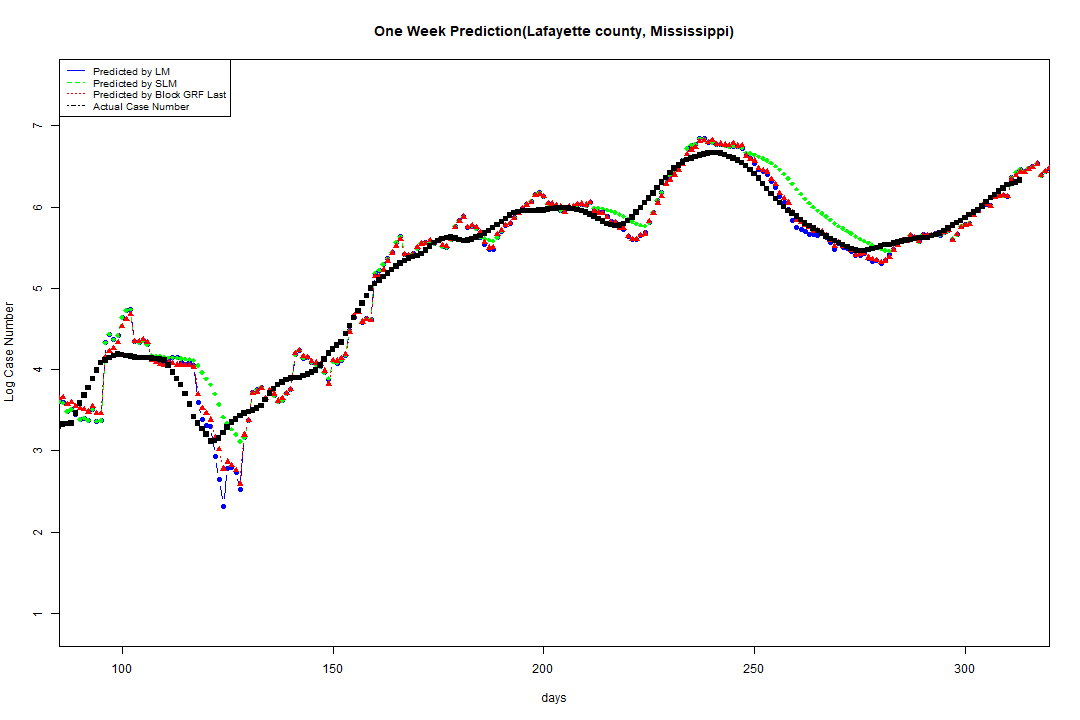 One Week Prediction(Lafayette county, Mississippi)
Predicted by LM
Predicted by SLM
Predicted by Block GRF Last
Actual Case Number
7
6
5
4
3
2
1
Log Case Number
100 150 200 250 300
days